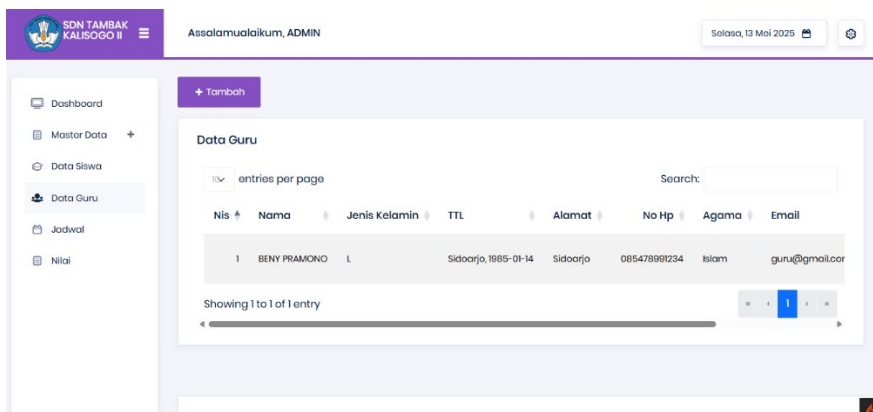 SDN TAMBAK
KALISOGO II
Assalamualaikum, ADMIN
Selasa, 13 Mei 2025
+ Tambah
Dashboard
Master Data +
Data Siswa
Data Guru
Jadwal
Nilai
Data Guru
10 entries per page
Search:
Nis Nama Jenis Kelamin TTL Alamat No Hp Agama Email
1 BENY PRAMONO L Sidoarjo, 1985-01-14 Sidoarjo 085478991234 Islam guru@gmail.cor
Showing 1 to 1 of 1 entry
« ‹ 1 › »